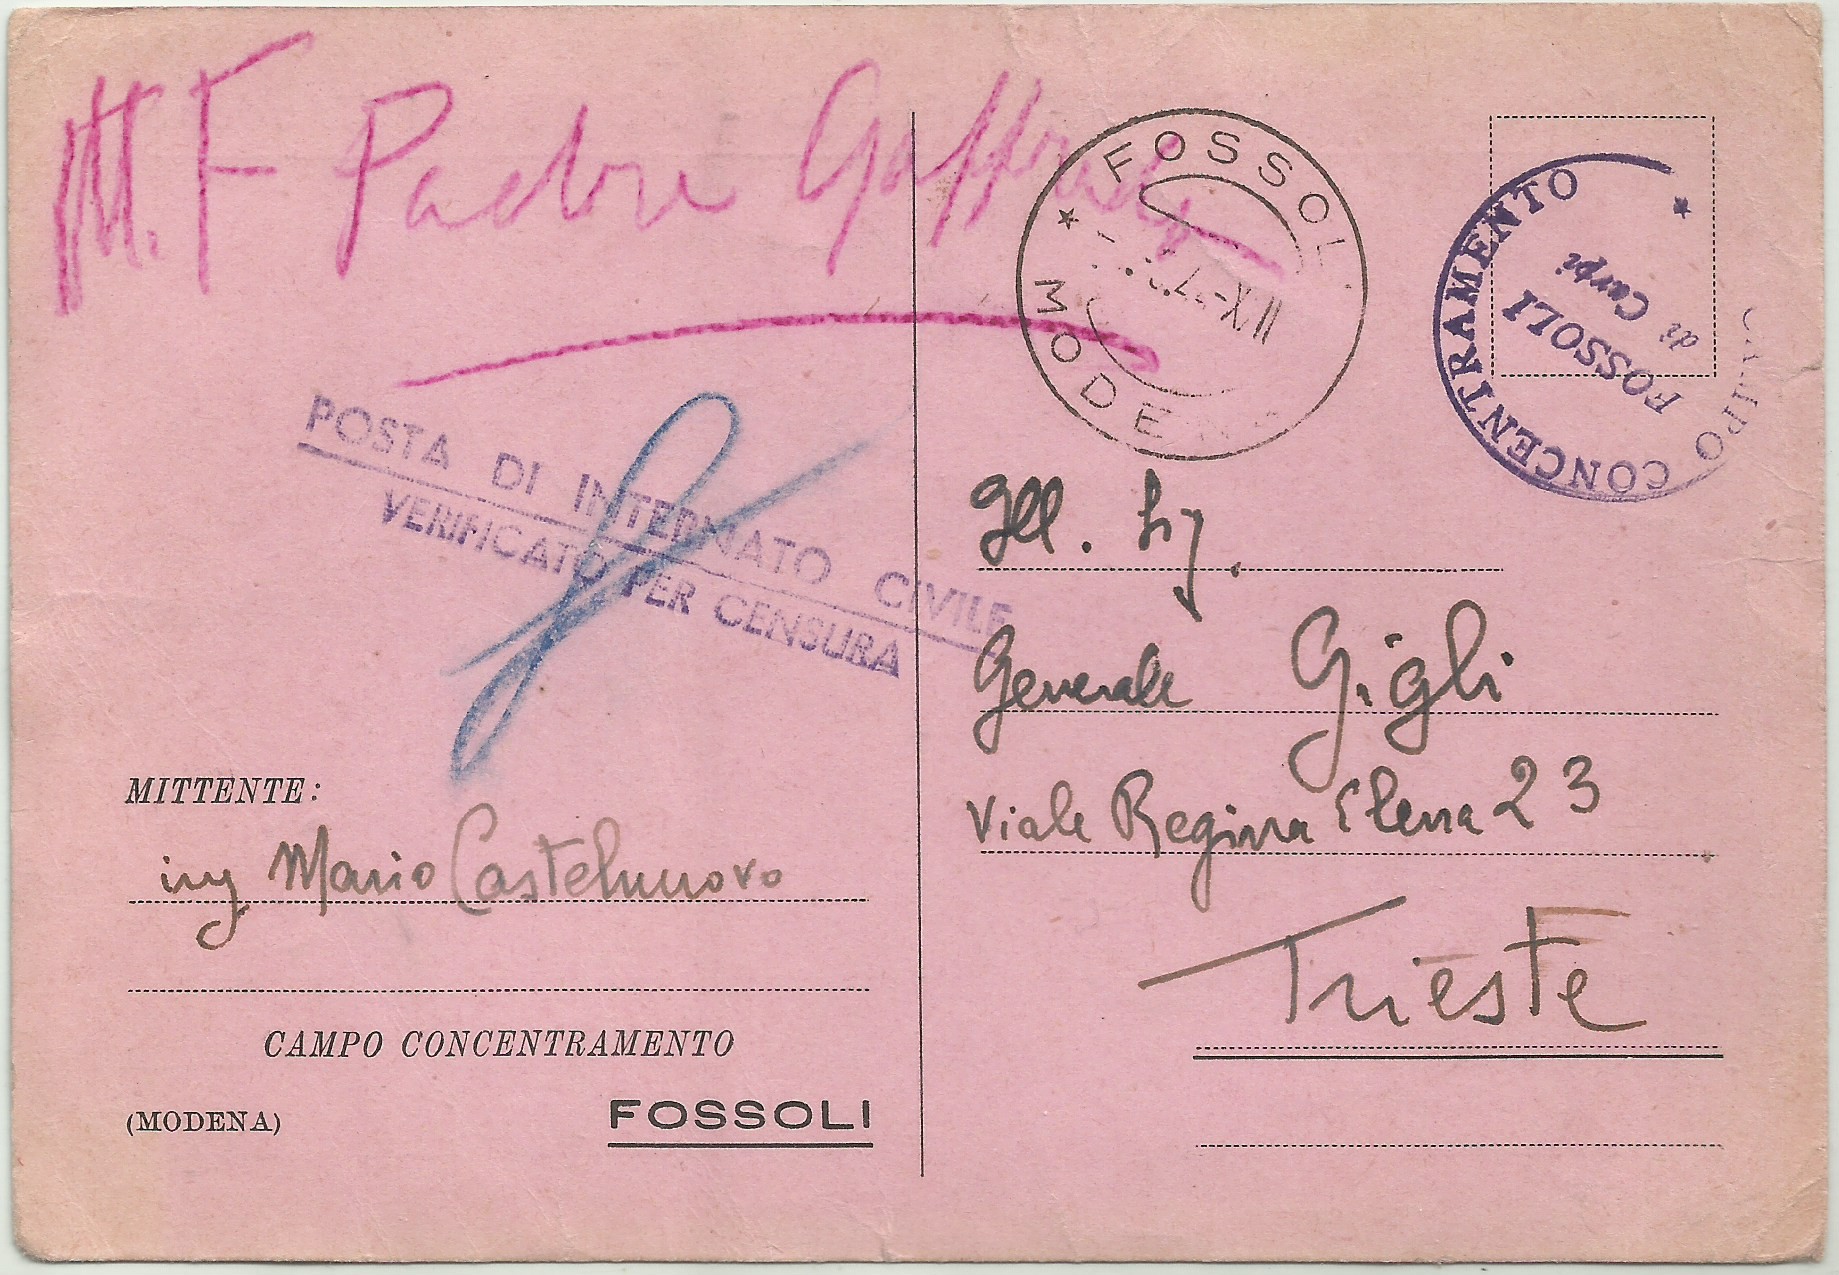 M. F Padre
FOSSOLI
MODENA
CAMPO CONCENTRAMENTO
FOSSOLI
di Carpi
POSTA DI INTERNATO CIVILE
VERIFICATO PER CENSURA
Ill. Sig.
Generale Gigli
Viale Regina Elena 23
Trieste
MITTENTE:
ing Mario Castelnuovo
CAMPO CONCENTRAMENTO
(MODENA) FOSSOLI